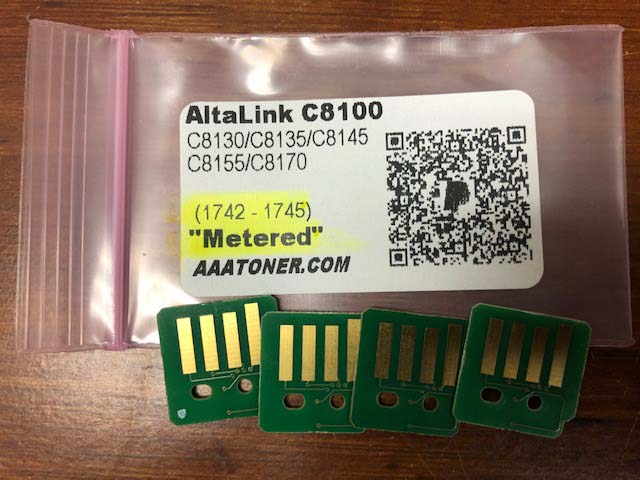 AltaLink C8100
C8130/C8135/C8145
C8155/C8170
(1742 - 1745)
"Metered"
AAATONER.COM